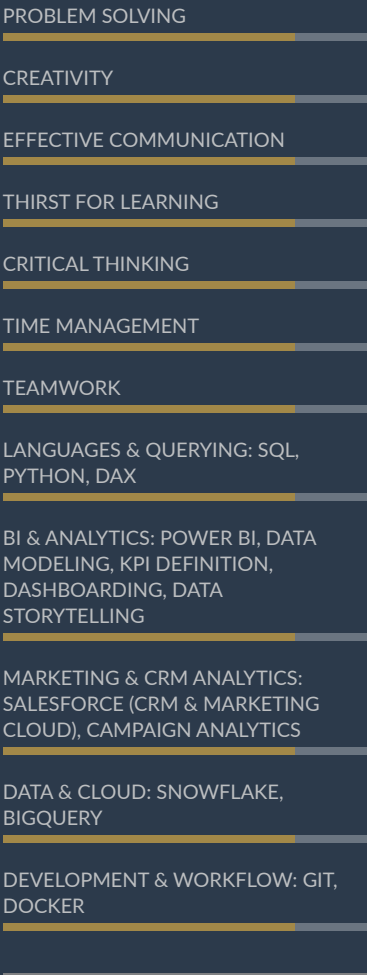 PROBLEM SOLVING
CREATIVITY
EFFECTIVE COMMUNICATION
THIRST FOR LEARNING
CRITICAL THINKING
TIME MANAGEMENT
TEAMWORK
LANGUAGES & QUERYING: SQL,
PYTHON, DAX
BI & ANALYTICS: POWER BI, DATA
MODELING, KPI DEFINITION,
DASHBOARDING, DATA
STORYTELLING
MARKETING & CRM ANALYTICS:
SALESFORCE (CRM & MARKETING
CLOUD), CAMPAIGN ANALYTICS
DATA & CLOUD: SNOWFLAKE,
BIGQUERY
DEVELOPMENT & WORKFLOW: GIT,
DOCKER